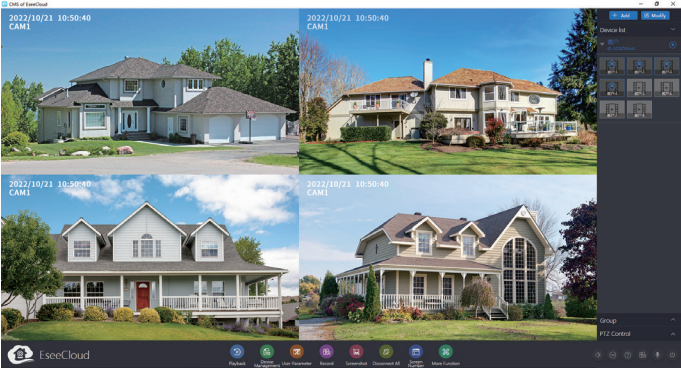 CMS of EseeCloud
Add
Modify
2022/10/21 10:50:40
CAM1
2022/10/21 10:50:40
CAM1
Device list
2022/10/21 10:50:40
CAM1
2022/10/21 10:50:40
CAM1
Group
PTZ Control
EseeCloud
Playback
Device
Management
User Parameter
Record
Screenshot
Disconnect All
Screen
Number
More Function